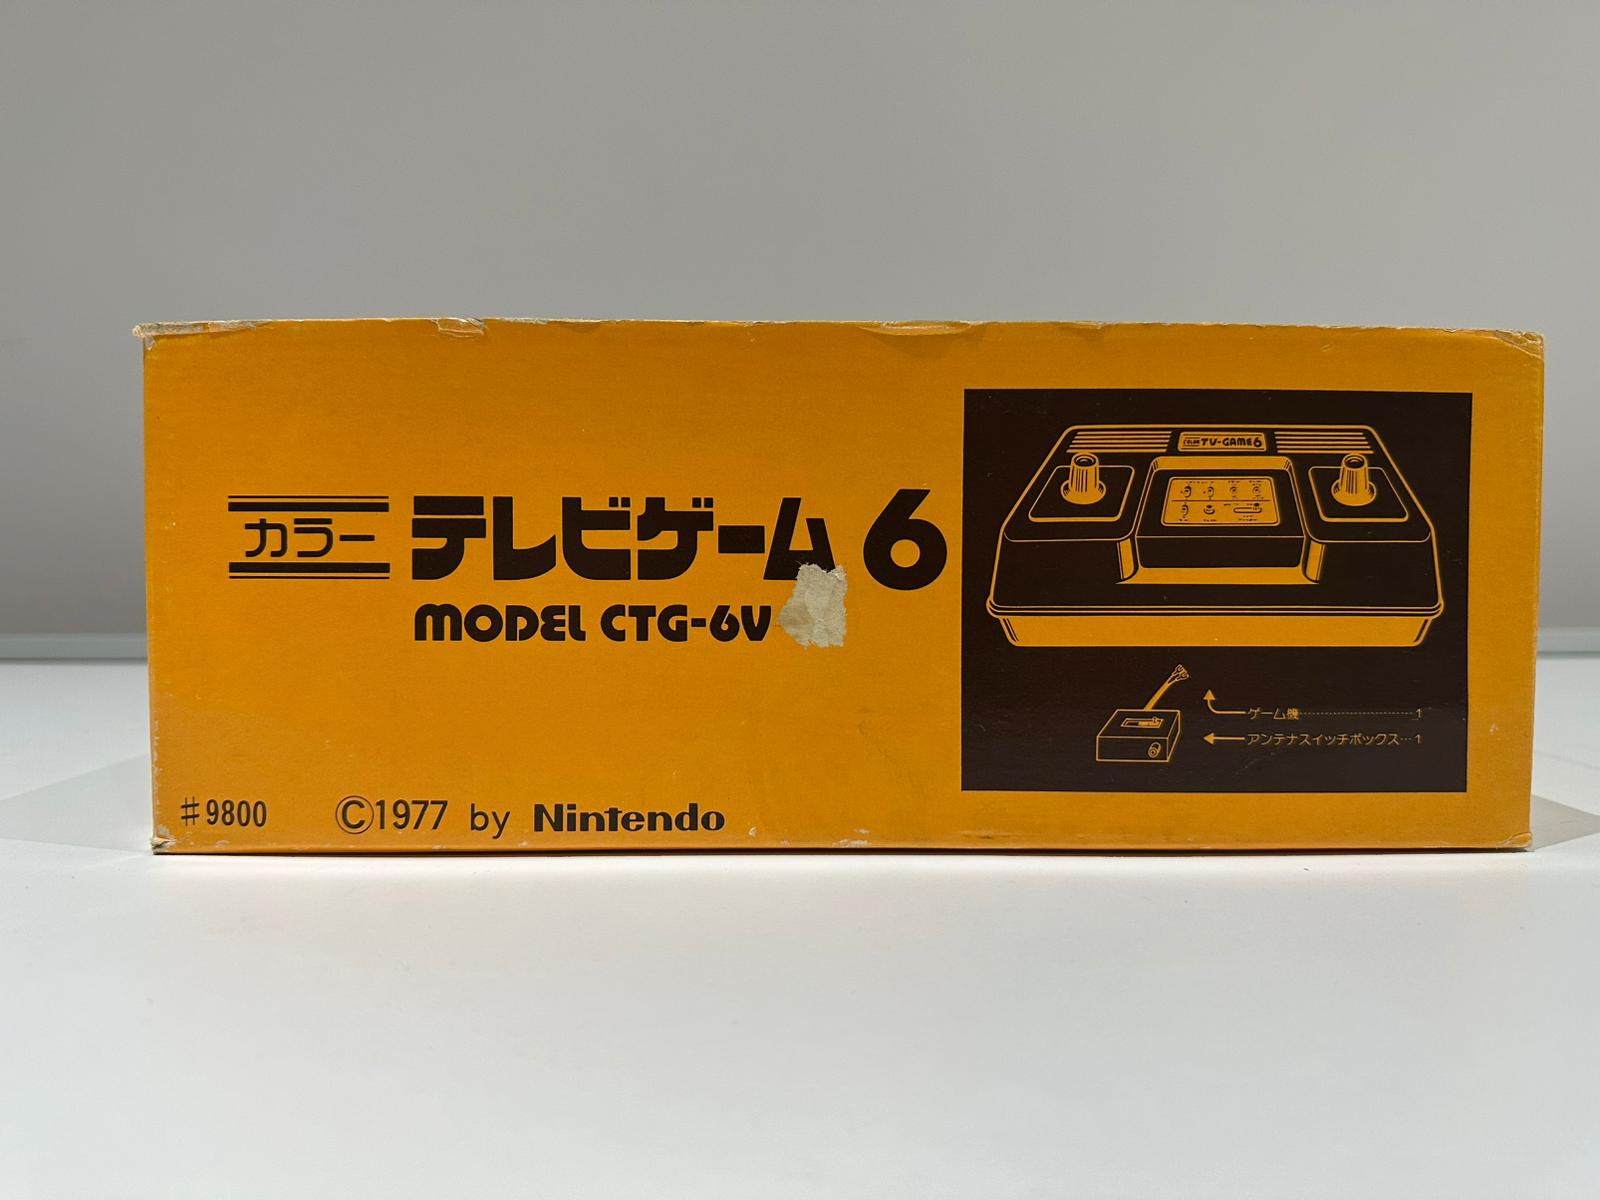 カラー テレビゲーム 6
MODEL CTG-6V
#9800 ©1977 by Nintendo
COLOR TV-GAME 6
ゲーム機…………1
アンテナスイッチボックス…1